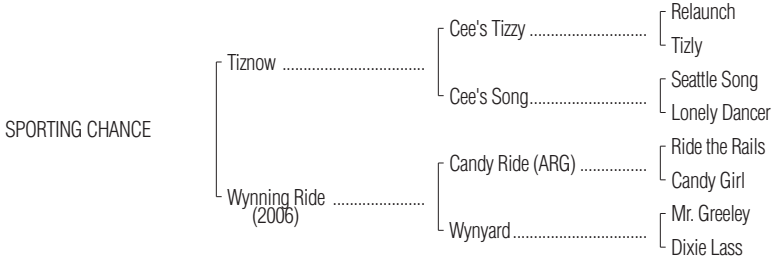 Relaunch
Cee's Tizzy ..............................
Tizly
Tiznow ....................................
Seattle Song
Cee's Song..............................
Lonely Dancer
SPORTING CHANCE
Ride the Rails
Candy Ride (ARG) .................
Candy Girl
Wynning Ride .......................
(2006)
Mr. Greeley
Wynyard..................................
Dixie Lass